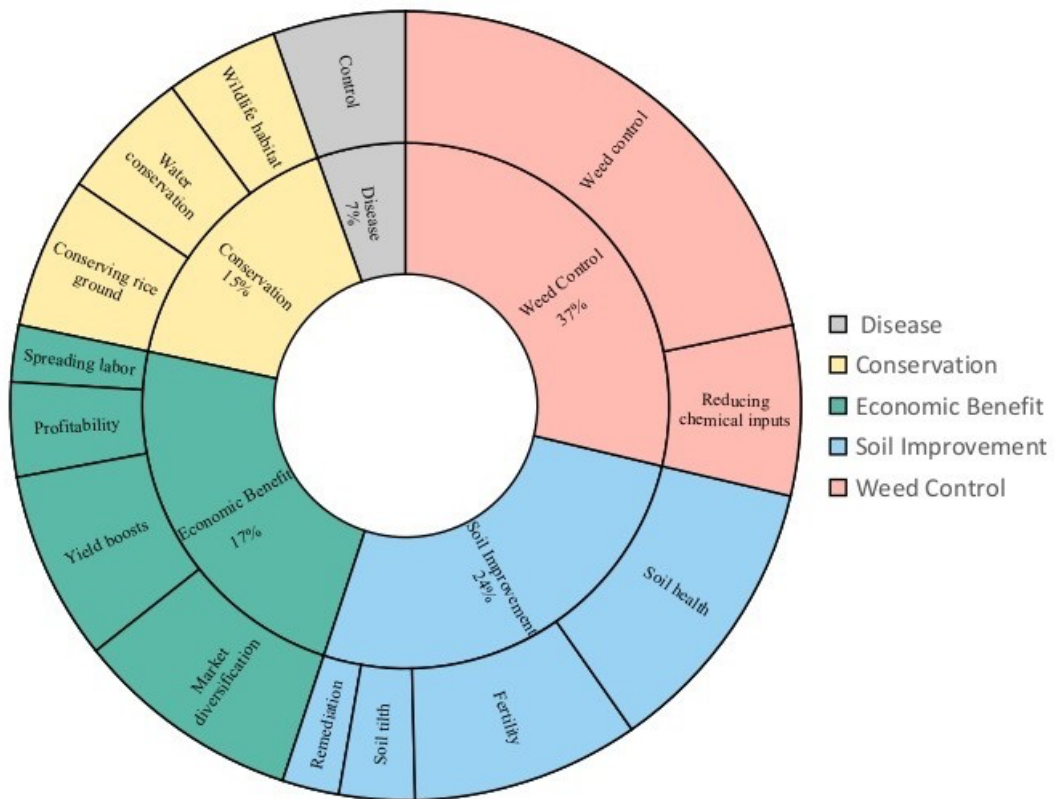 Weed control
Reducing
chemical inputs
Soil health
Fertility
Soil tilth
Remediation
Market
diversification
Yield boosts
Profitability
Spreading labor
Conserving rice
ground
Water
conservation
Wildlife habitat
Control
Weed Control
37%
Soil Improvement
24%
Economic Benefit
17%
Conservation
15%
Disease
7%
Disease
Conservation
Economic Benefit
Soil Improvement
Weed Control